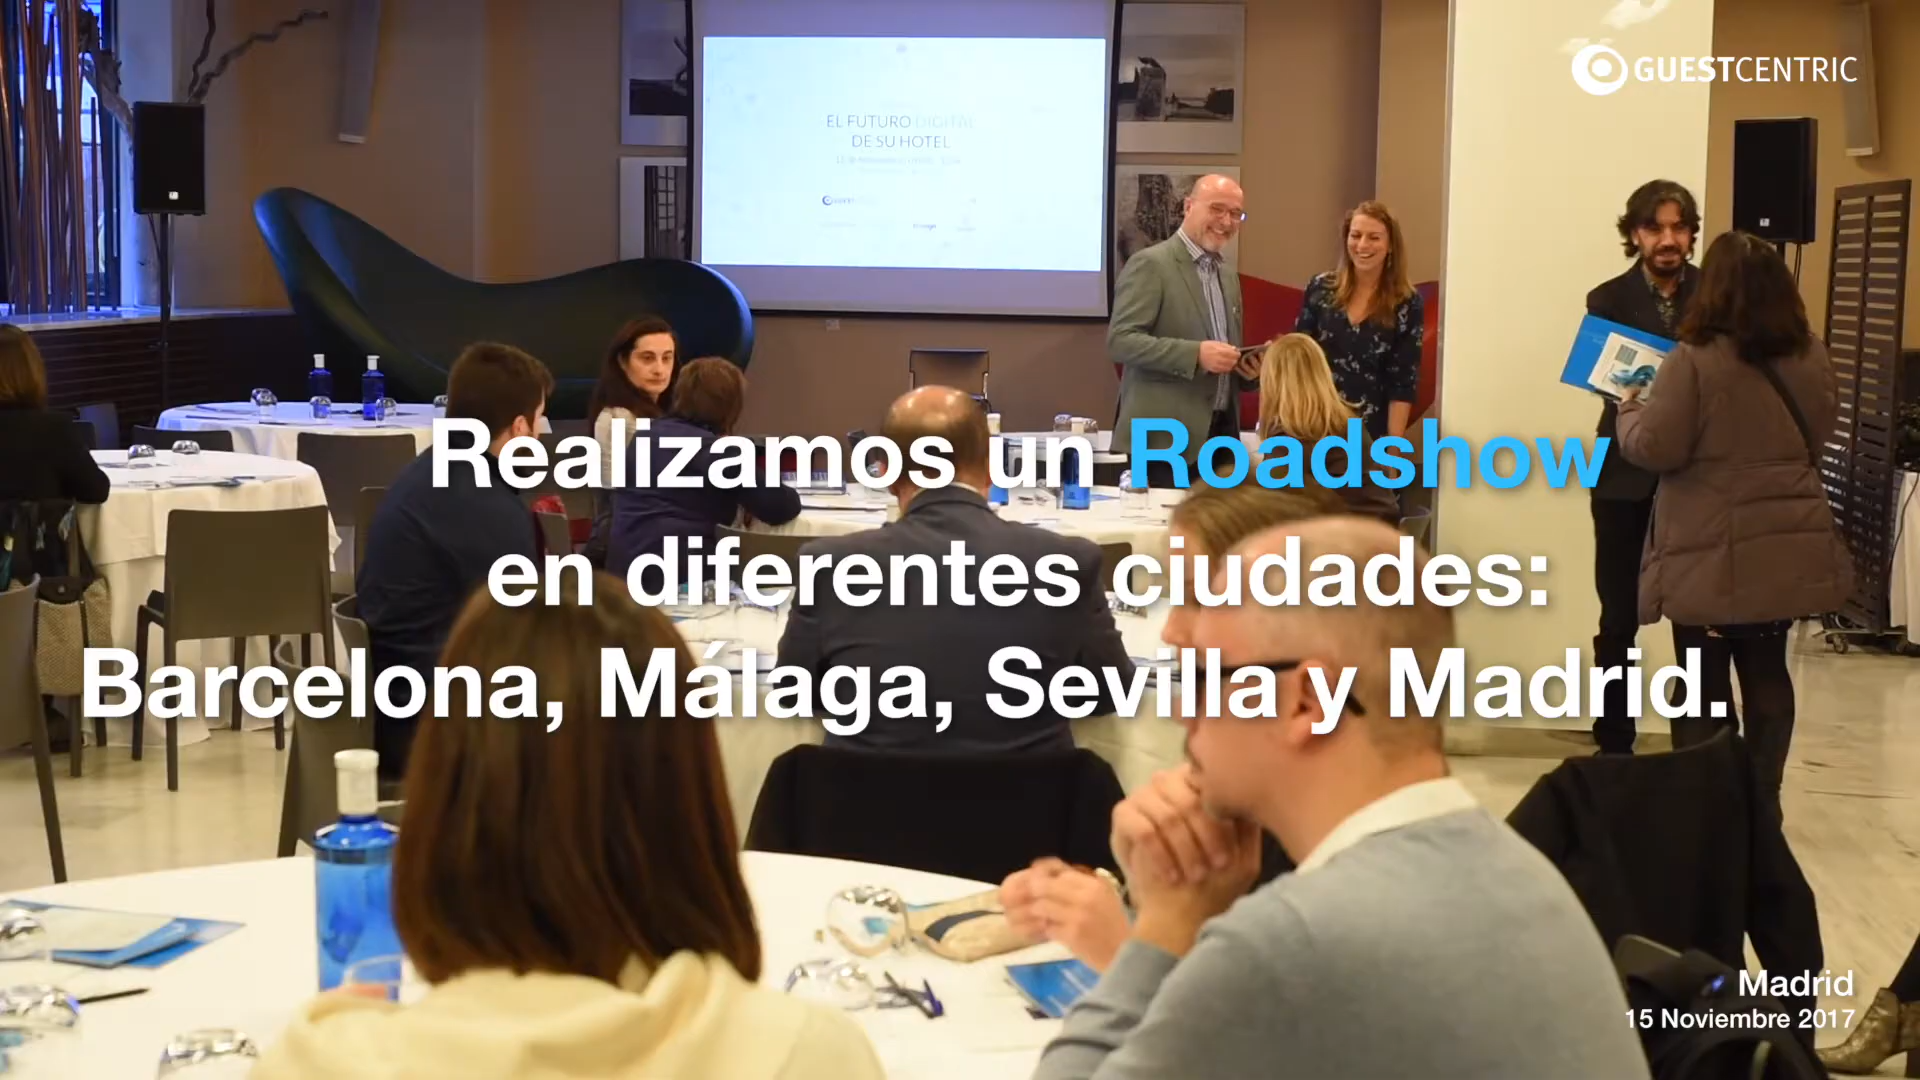 GUESTCENTRIC
EL FUTURO DIGITAL
DE SU HOTEL
Realizamos un Roadshow
en diferentes ciudades:
Barcelona, Málaga, Sevilla y Madrid.
Madrid
15 Noviembre 2017